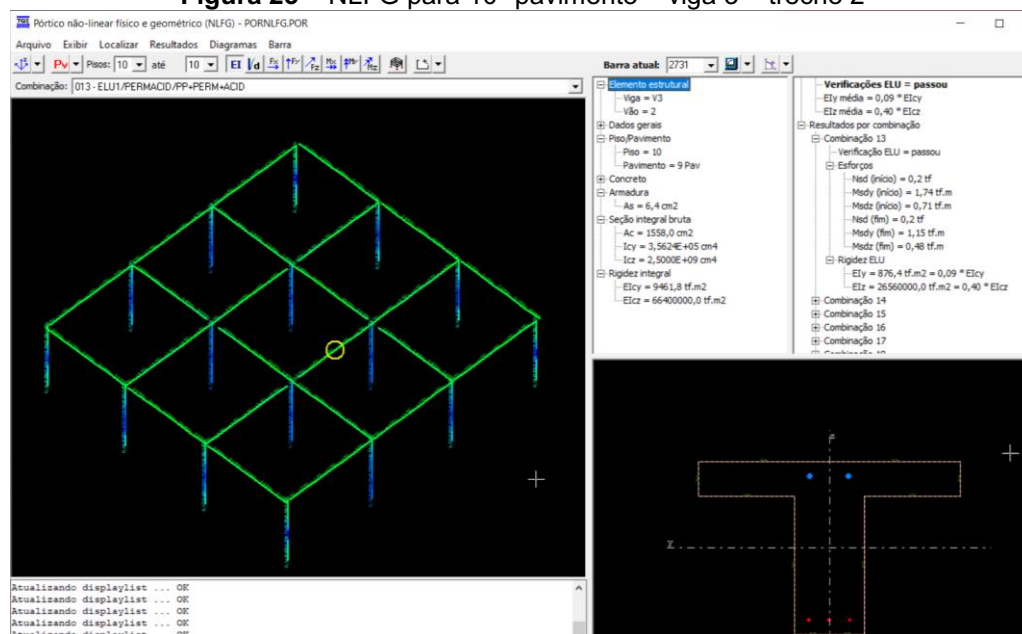 Figura 26 – NLFG para 10° pavimento – viga 3 – trecho 2
Pórtico não-linear físico e geométrico (NLFG) - PORNLFG.POR
Arquivo Exibir Localizar Resultados Diagramas Barra
Pv Pisos: 10 até 10 EI
Combinação: 013 - ELU1/PERMACID/PP+PERM+ACID
Atualizando displaylist ... OK
Atualizando displaylist ... OK
Atualizando displaylist ... OK
Atualizando displaylist ... OK
Barra atual: 2731
Elemento estrutural
Viga = V3
Vão = 2
Dados gerais
Piso/Pavimento
Piso = 10
Pavimento = 9 Pav
Concreto
Armadura
As = 6,4 cm2
Seção integral bruta
Ac = 1558,0 cm2
Icy = 3,5624E+05 cm4
Icz = 2,5000E+09 cm4
Rigidez integral
EIcy = 9461,8 tf.m2
EIcz = 66400000,0 tf.m2
Verificações ELU = passou
EIy média = 0,09 * EIcy
EIz média = 0,40 * EIcz
Resultados por combinação
Combinação 13
Verificação ELU = passou
Esforços
Nsd (início) = 0,2 tf
Msdy (início) = 1,74 tf.m
Msdz (início) = 0,71 tf.m
Nsd (fim) = 0,2 tf
Msdy (fim) = 1,15 tf.m
Msdz (fim) = 0,48 tf.m
Rigidez ELU
EIy = 876,4 tf.m2 = 0,09 * EIcy
EIz = 26560000,0 tf.m2 = 0,40 * EIcz
Combinação 14
Combinação 15
Combinação 16
Combinação 17